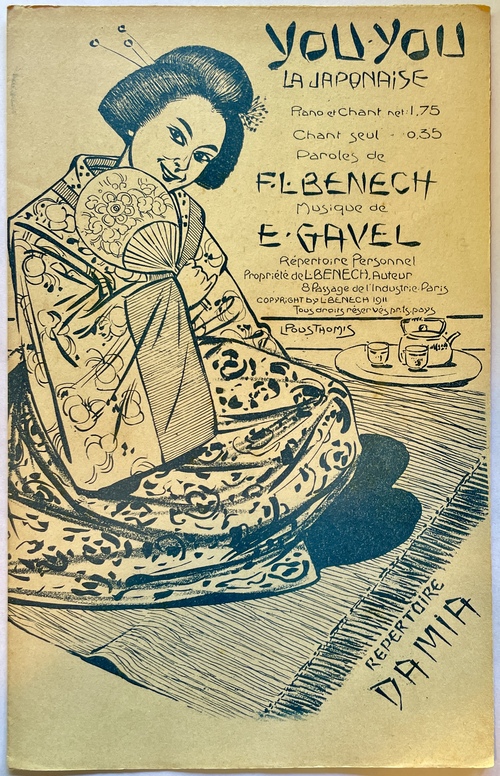 YOU-YOU
LA JAPONAISE
Piano et Chant net 1,75
Chant seul - 0,35
Paroles de
F.L.BENECH
Musique de
E.GAVEL
Répertoire Personnel
Propriété de L.BENECH, Auteur
8 Passage de l'Industrie.Paris
COPYRIGHT by L.BENECH 1911
Tous droits réservés pr ts pays
L POUSTHOMIS
REPERTOIRE
DAMIA